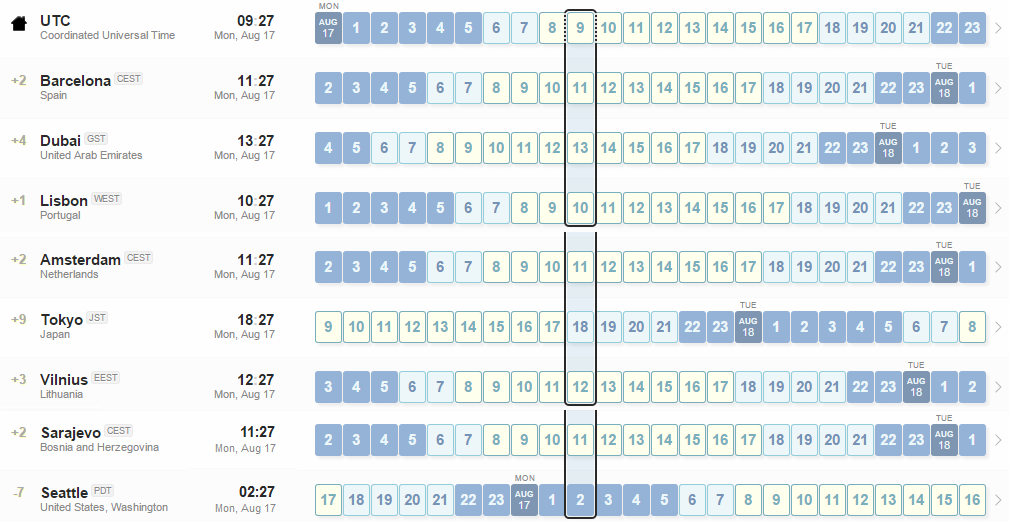 MON
UTC 09:27 AUG 17 1 2 3 4 5 6 7 8 9 10 11 12 13 14 15 16 17 18 19 20 21 22 23
Coordinated Universal Time Mon, Aug 17
TUE
+2 Barcelona CEST 11:27 2 3 4 5 6 7 8 9 10 11 12 13 14 15 16 17 18 19 20 21 22 23 AUG 18 1
Spain Mon, Aug 17
TUE
+4 Dubai GST 13:27 4 5 6 7 8 9 10 11 12 13 14 15 16 17 18 19 20 21 22 23 AUG 18 1 2 3
United Arab Emirates Mon, Aug 17
TUE
+1 Lisbon WEST 10:27 1 2 3 4 5 6 7 8 9 10 11 12 13 14 15 16 17 18 19 20 21 22 23 AUG 18
Portugal Mon, Aug 17
TUE
+2 Amsterdam CEST 11:27 2 3 4 5 6 7 8 9 10 11 12 13 14 15 16 17 18 19 20 21 22 23 AUG 18 1
Netherlands Mon, Aug 17
TUE
+9 Tokyo JST 18:27 9 10 11 12 13 14 15 16 17 18 19 20 21 22 23 AUG 18 1 2 3 4 5 6 7 8
Japan Mon, Aug 17
TUE
+3 Vilnius EEST 12:27 3 4 5 6 7 8 9 10 11 12 13 14 15 16 17 18 19 20 21 22 23 AUG 18 1 2
Lithuania Mon, Aug 17
TUE
+2 Sarajevo CEST 11:27 2 3 4 5 6 7 8 9 10 11 12 13 14 15 16 17 18 19 20 21 22 23 AUG 18 1
Bosnia and Herzegovina Mon, Aug 17
MON
-7 Seattle PDT 02:27 17 18 19 20 21 22 23 AUG 17 1 2 3 4 5 6 7 8 9 10 11 12 13 14 15 16
United States, Washington Mon, Aug 17